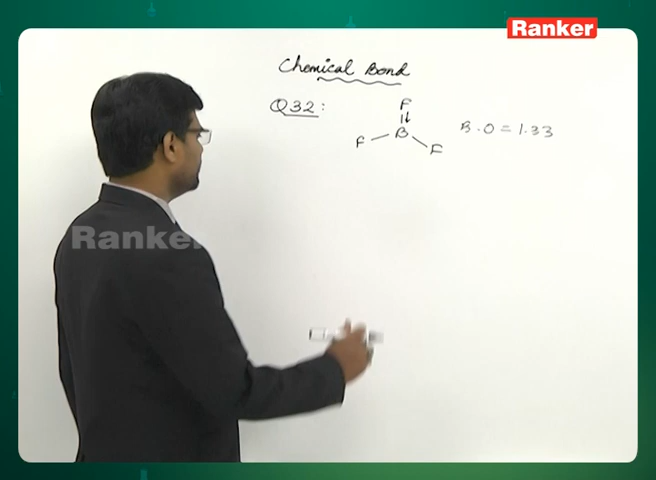 Ranker
Chemical Bond
Q32:
F
B
F
F
B.O = 1.33
Ranker